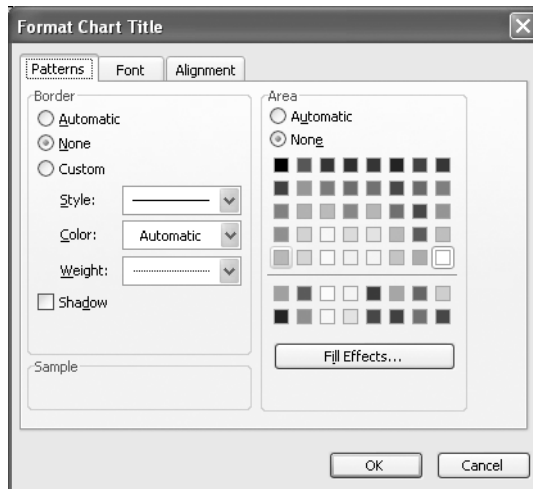 Format Chart Title
Patterns Font Alignment
Border
Automatic
None
Custom
Style:
Color: Automatic
Weight:
Shadow
Sample
Area
Automatic
None
Fill Effects...
OK Cancel